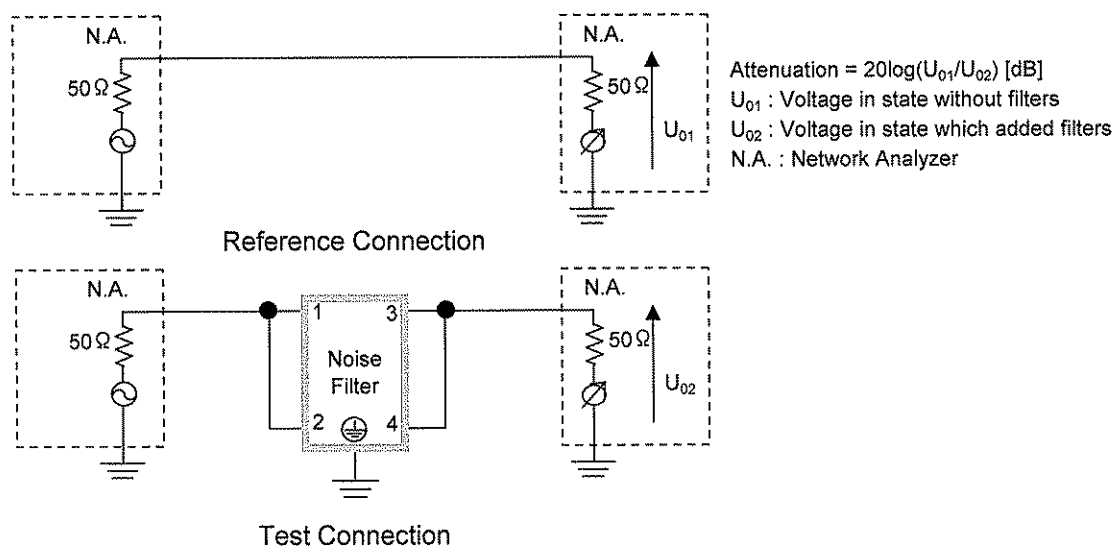 N.A.
50Ω
N.A.
50Ω
U01
Attenuation = 20log(U01/U02) [dB]
U01 : Voltage in state without filters
U02 : Voltage in state which added filters
N.A. : Network Analyzer
Reference Connection
N.A.
50Ω
1
3
Noise
Filter
2
4
N.A.
50Ω
U02
Test Connection